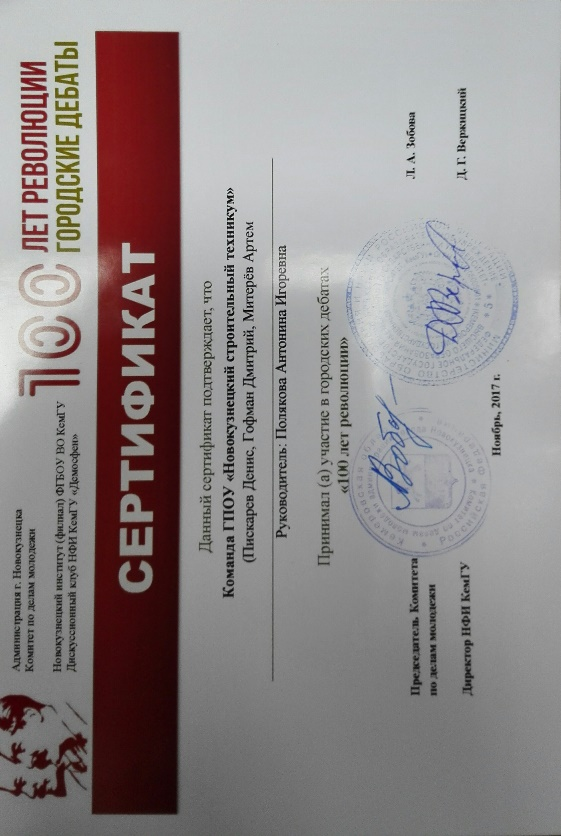 Администрация г. Новокузнецка
Комитет по делам молодежи
Новокузнецкий институт (филиал) ФГБОУ ВО КемГУ
Дискуссионный клуб НФИ КемГУ «Демосфен»
100 ЛЕТ РЕВОЛЮЦИИ
ГОРОДСКИЕ ДЕБАТЫ
СЕРТИФИКАТ
Данный сертификат подтверждает, что
Команда ГПОУ «Новокузнецкий строительный техникум»
(Пискарев Денис, Гофман Дмитрий, Митерёв Артем
Руководитель: Полякова Антонина Игоревна
Принимал (а) участие в городских дебатах
«100 лет революции»
Председатель Комитета
по делам молодежи
Л. А. Зобова
Директор НФИ КемГУ
Д. Г. Вержицкий
Ноябрь, 2017 г.